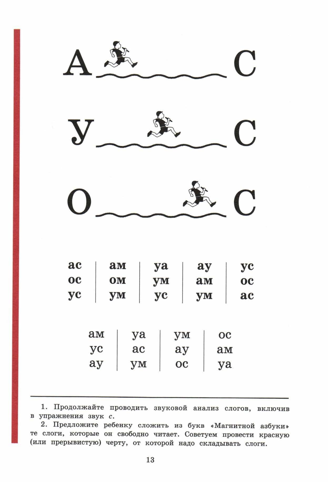 А С
У С
О С
ас ам уа ау ус
ос ом ум ам ос
ус ум ус ум ас
ам уа ум ос
ус ас ау ам
ау ум ос уа
1. Продолжайте проводить звуковой анализ слогов, включив
в упражнения звук с.
2. Предложите ребенку сложить из букв «Магнитной азбуки»
те слоги, которые он свободно читает. Советуем провести красную
(или прерывистую) черту, от которой надо складывать слоги.
13